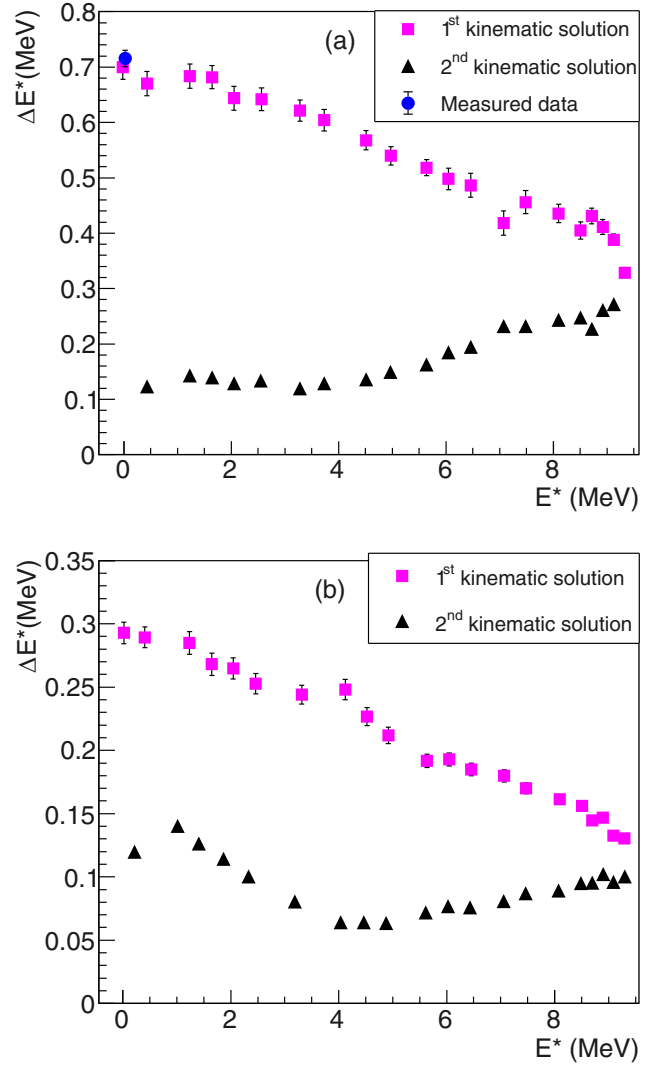 (a)
1st kinematic solution
2nd kinematic solution
Measured data
ΔE*(MeV)
0.8
0.7
0.6
0.5
0.4
0.3
0.2
0.1
0
0 2 4 6 8
E* (MeV)
(b)
1st kinematic solution
2nd kinematic solution
ΔE*(MeV)
0.35
0.3
0.25
0.2
0.15
0.1
0.05
0
0 2 4 6 8
E* (MeV)